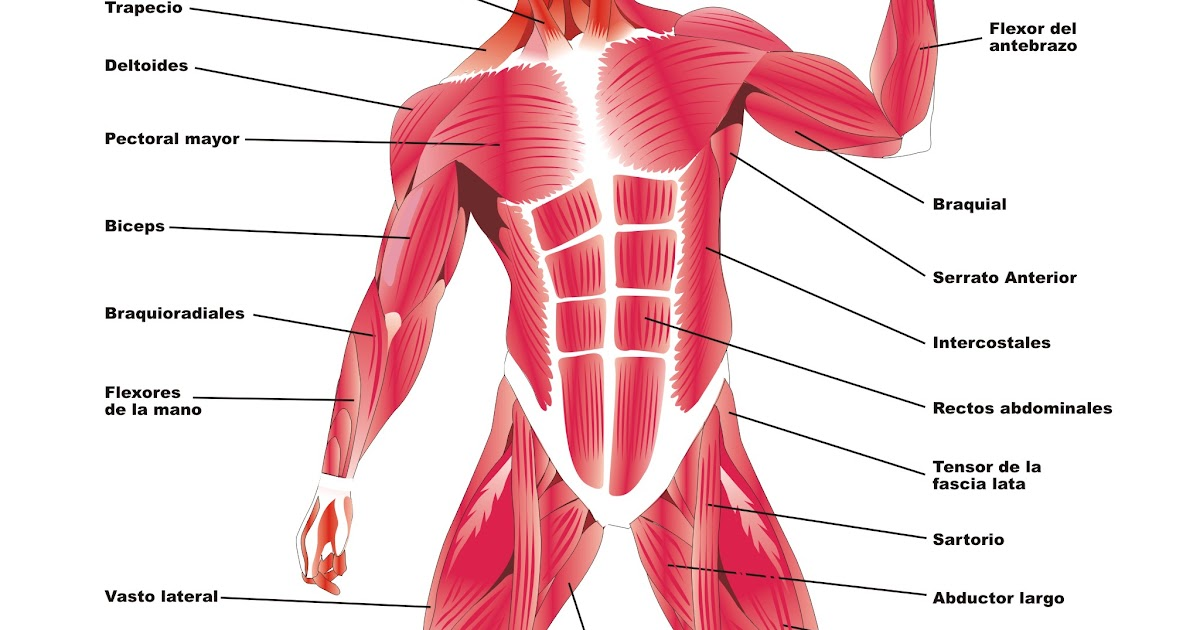 Trapecio
Deltoides
Pectoral mayor
Biceps
Braquioradiales
Flexores
de la mano
Vasto lateral
Flexor del
antebrazo
Braquial
Serrato Anterior
Intercostales
Rectos abdominales
Tensor de la
fascia lata
Sartorio
Abductor largo